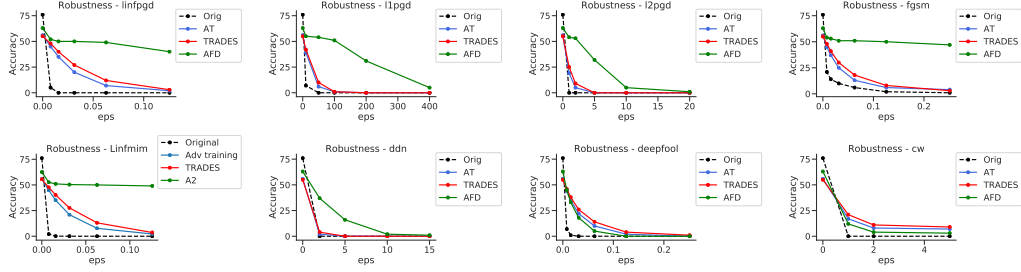 Robustness - linfpgd
75
50
25
0
Accuracy
0.00
0.05
0.10
eps
Orig
AT
TRADES
AFD
Robustness - l1pgd
75
50
25
0
Accuracy
0
100
200
300
400
eps
Orig
AT
TRADES
AFD
Robustness - l2pgd
75
50
25
0
Accuracy
0
5
10
15
20
eps
Orig
AT
TRADES
AFD
Robustness - fgsm
75
50
25
0
Accuracy
0.0
0.1
0.2
eps
Orig
AT
TRADES
AFD
Robustness - Linfmim
75
50
25
0
Accuracy
0.00
0.05
0.10
eps
Original
Adv training
TRADES
A2
Robustness - ddn
75
50
25
0
Accuracy
0
5
10
15
eps
Orig
AT
TRADES
AFD
Robustness - deepfool
75
50
25
0
Accuracy
0.0
0.1
0.2
eps
Orig
AT
TRADES
AFD
Robustness - cw
75
50
25
0
Accuracy
0
2
4
eps
Orig
AT
TRADES
AFD